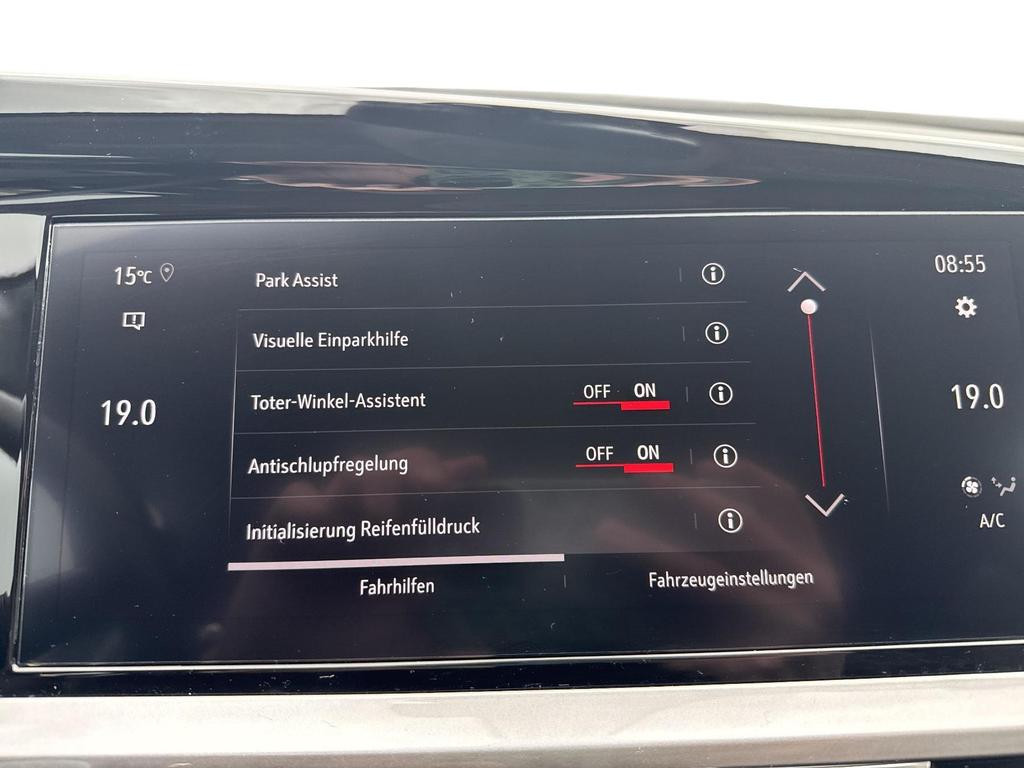 15°C
19.0
Park Assist
Visuelle Einparkhilfe
Toter-Winkel-Assistent OFF ON
Antischlupfregelung OFF ON
Initialisierung Reifenfülldruck
Fahrhilfen
Fahrzeugeinstellungen
08:55
19.0
A/C